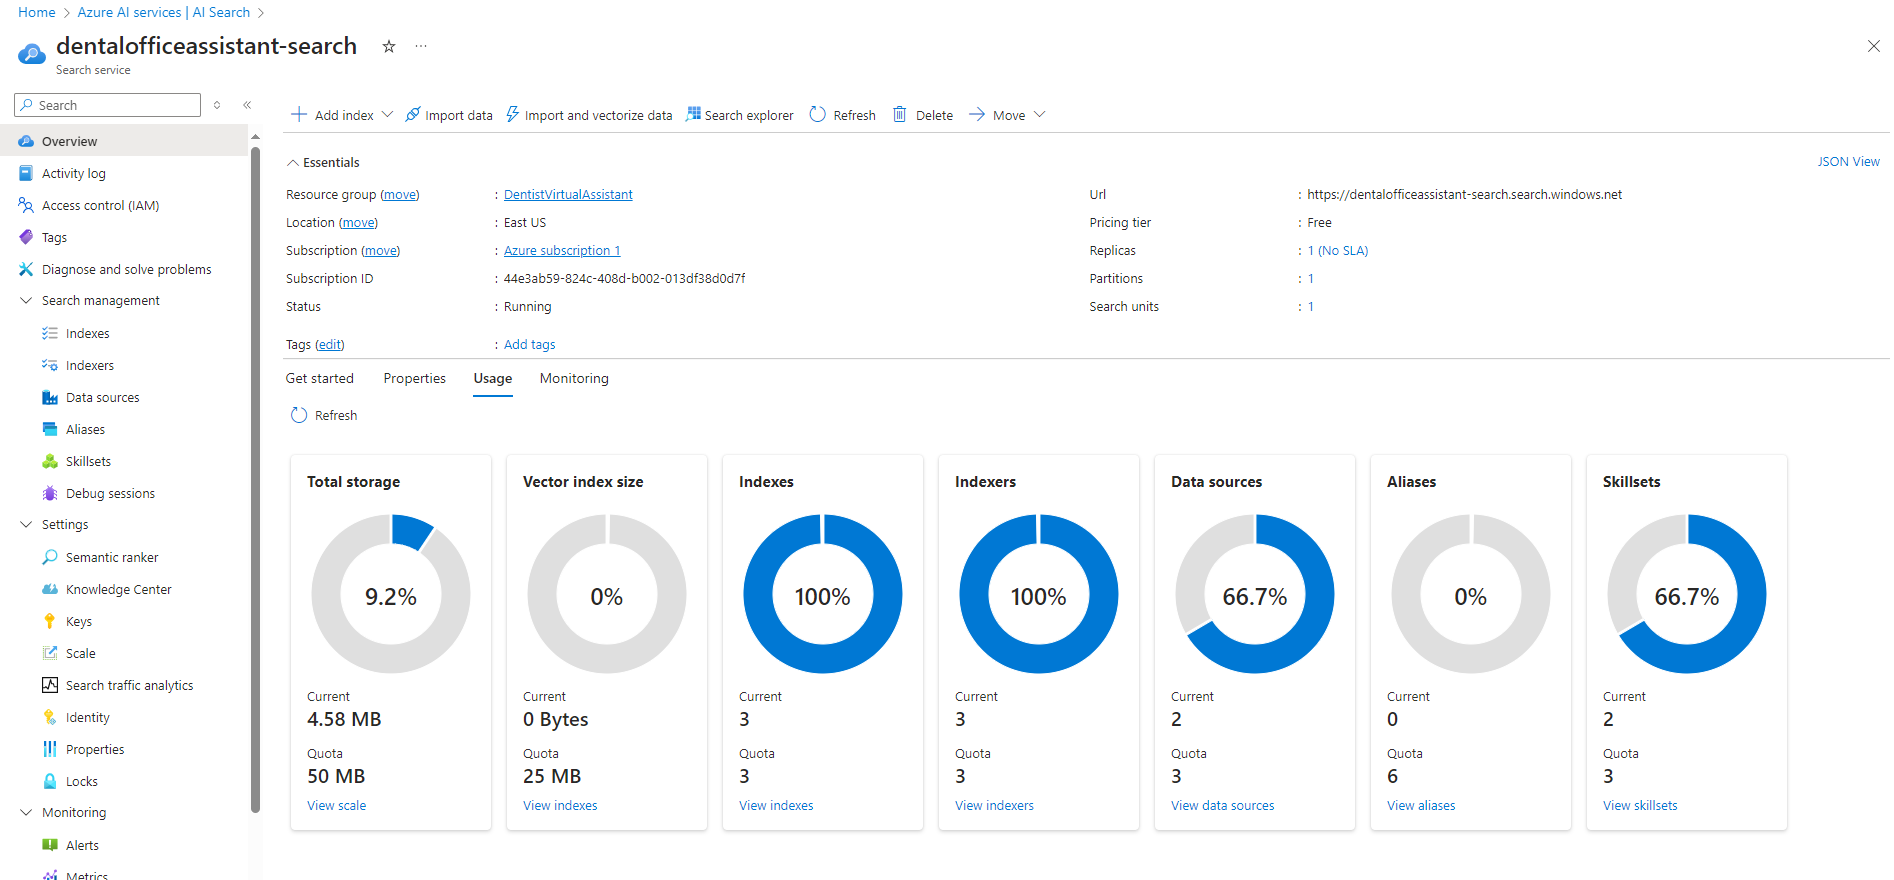 Home > Azure AI services | AI Search >
dentalofficeassistant-search
Search service
Search
Overview
Activity log
Access control (IAM)
Tags
Diagnose and solve problems
Search management
Indexes
Indexers
Data sources
Aliases
Skillsets
Debug sessions
Settings
Semantic ranker
Knowledge Center
Keys
Scale
Search traffic analytics
Identity
Properties
Locks
Monitoring
Alerts
Metrics
Add index Import data Import and vectorize data Search explorer Refresh Delete Move
Essentials JSON View
Resource group (move) : DentistVirtualAssistant
Location (move) : East US
Subscription (move) : Azure subscription 1
Subscription ID : 44e3ab59-824c-408d-b002-013df38d0d7f
Status : Running
Tags (edit) : Add tags
Url : https://dentalofficeassistant-search.search.windows.net
Pricing tier : Free
Replicas : 1 (No SLA)
Partitions : 1
Search units : 1
Get started Properties Usage Monitoring
Refresh
Total storage
9.2%
Current
4.58 MB
Quota
50 MB
View scale
Vector index size
0%
Current
0 Bytes
Quota
25 MB
View indexes
Indexes
100%
Current
3
Quota
3
View indexes
Indexers
100%
Current
3
Quota
3
View indexers
Data sources
66.7%
Current
2
Quota
3
View data sources
Aliases
0%
Current
0
Quota
6
View aliases
Skillsets
66.7%
Current
2
Quota
3
View skillsets